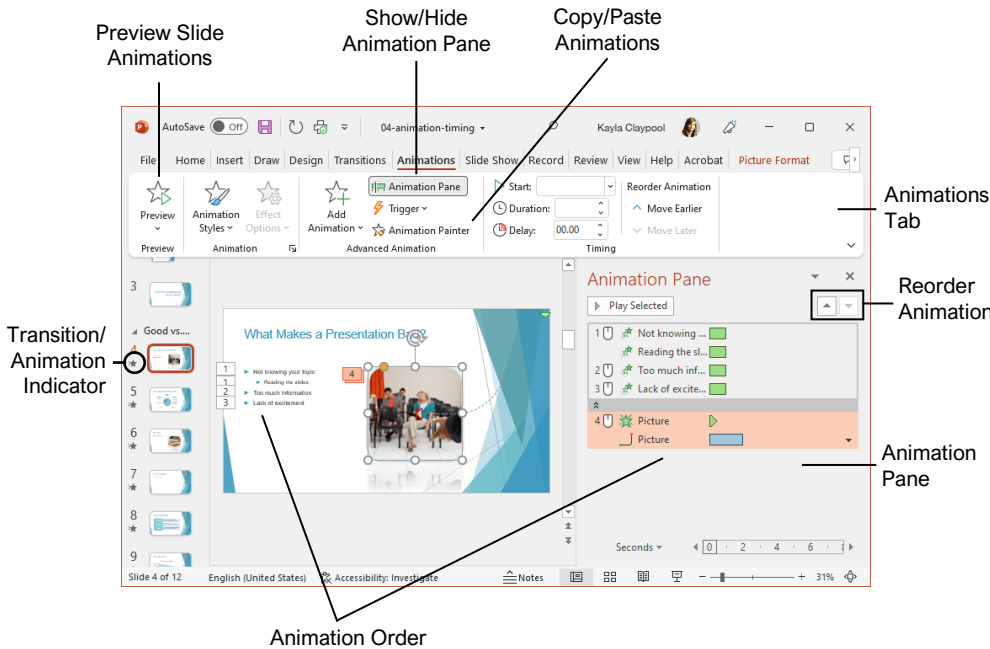 Show/Hide
Animation Pane
Copy/Paste
Animations
Preview Slide
Animations
AutoSave Off 04-animation-timing Kayla Claypool
File Home Insert Draw Design Transitions Animations Slide Show Record Review View Help Acrobat Picture Format
Preview
Animation
Styles
Effect
Options
Add
Animation
Animation Pane
Trigger
Animation Painter
Start:
Duration:
Delay: 00.00
Reorder Animation
Move Earlier
Move Later
Preview Animation Advanced Animation Timing
Animations
Tab
Reorder
Animation
Transition/
Animation
Indicator
3
Good vs....
4
5
6
7
8
9
What Makes a Presentation Bad?
1 Not knowing your topic
1 Reading the slides
2 Too much information
3 Lack of excitement
4
Animation Pane
Play Selected
1 Not knowing ...
Reading the sl...
2 Too much inf...
3 Lack of excite...
4 Picture
Picture
Animation
Pane
Seconds 0 2 4 6
Slide 4 of 12 English (United States) Accessibility: Investigate Notes 31%
Animation Order